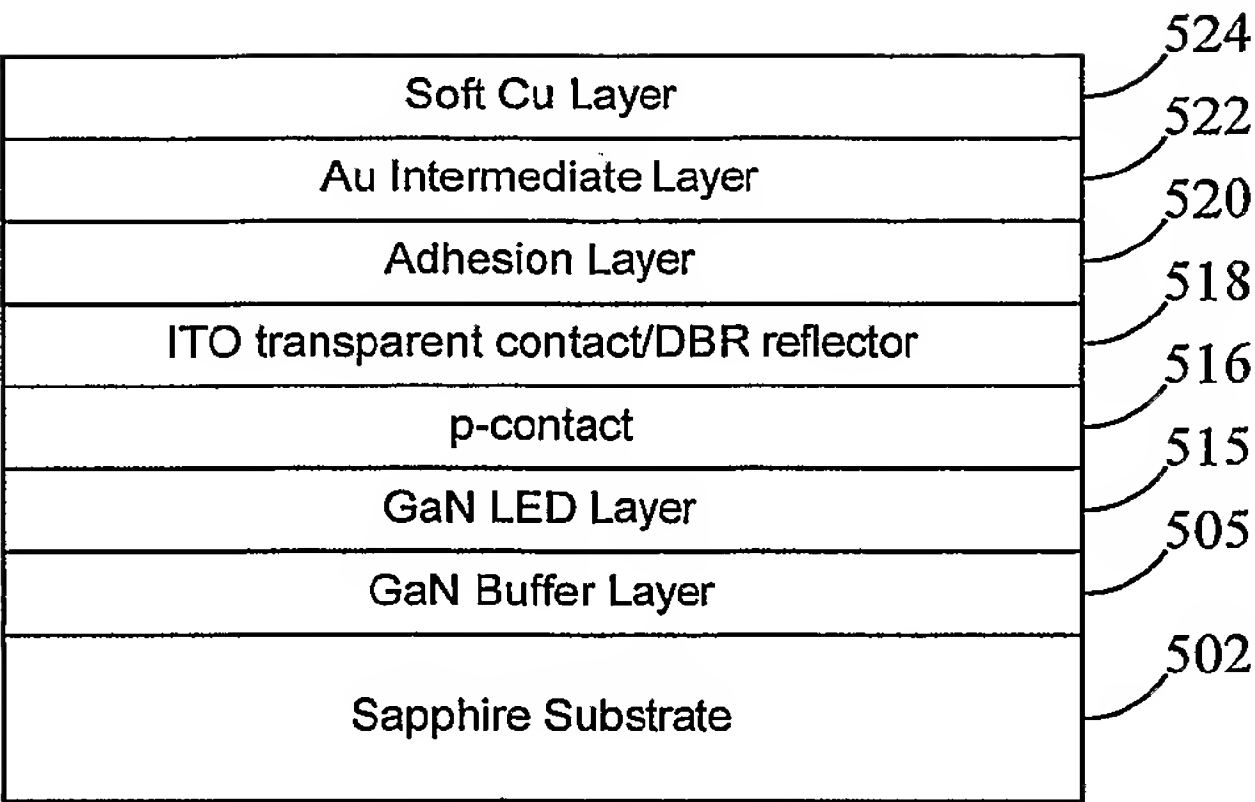 524
Soft Cu Layer
522
Au Intermediate Layer
520
Adhesion Layer
518
ITO transparent contact/DBR reflector
516
p-contact
515
GaN LED Layer
505
GaN Buffer Layer
502
Sapphire Substrate